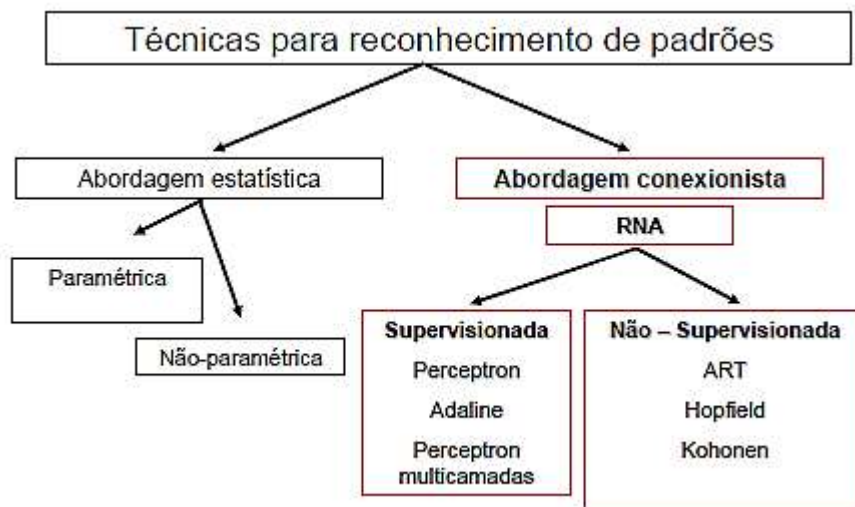 Técnicas para reconhecimento de padrões
Abordagem estatística
Abordagem conexionista
RNA
Paramétrica
Não-paramétrica
Supervisionada
Perceptron
Adaline
Perceptron
multicamadas
Não – Supervisionada
ART
Hopfield
Kohonen